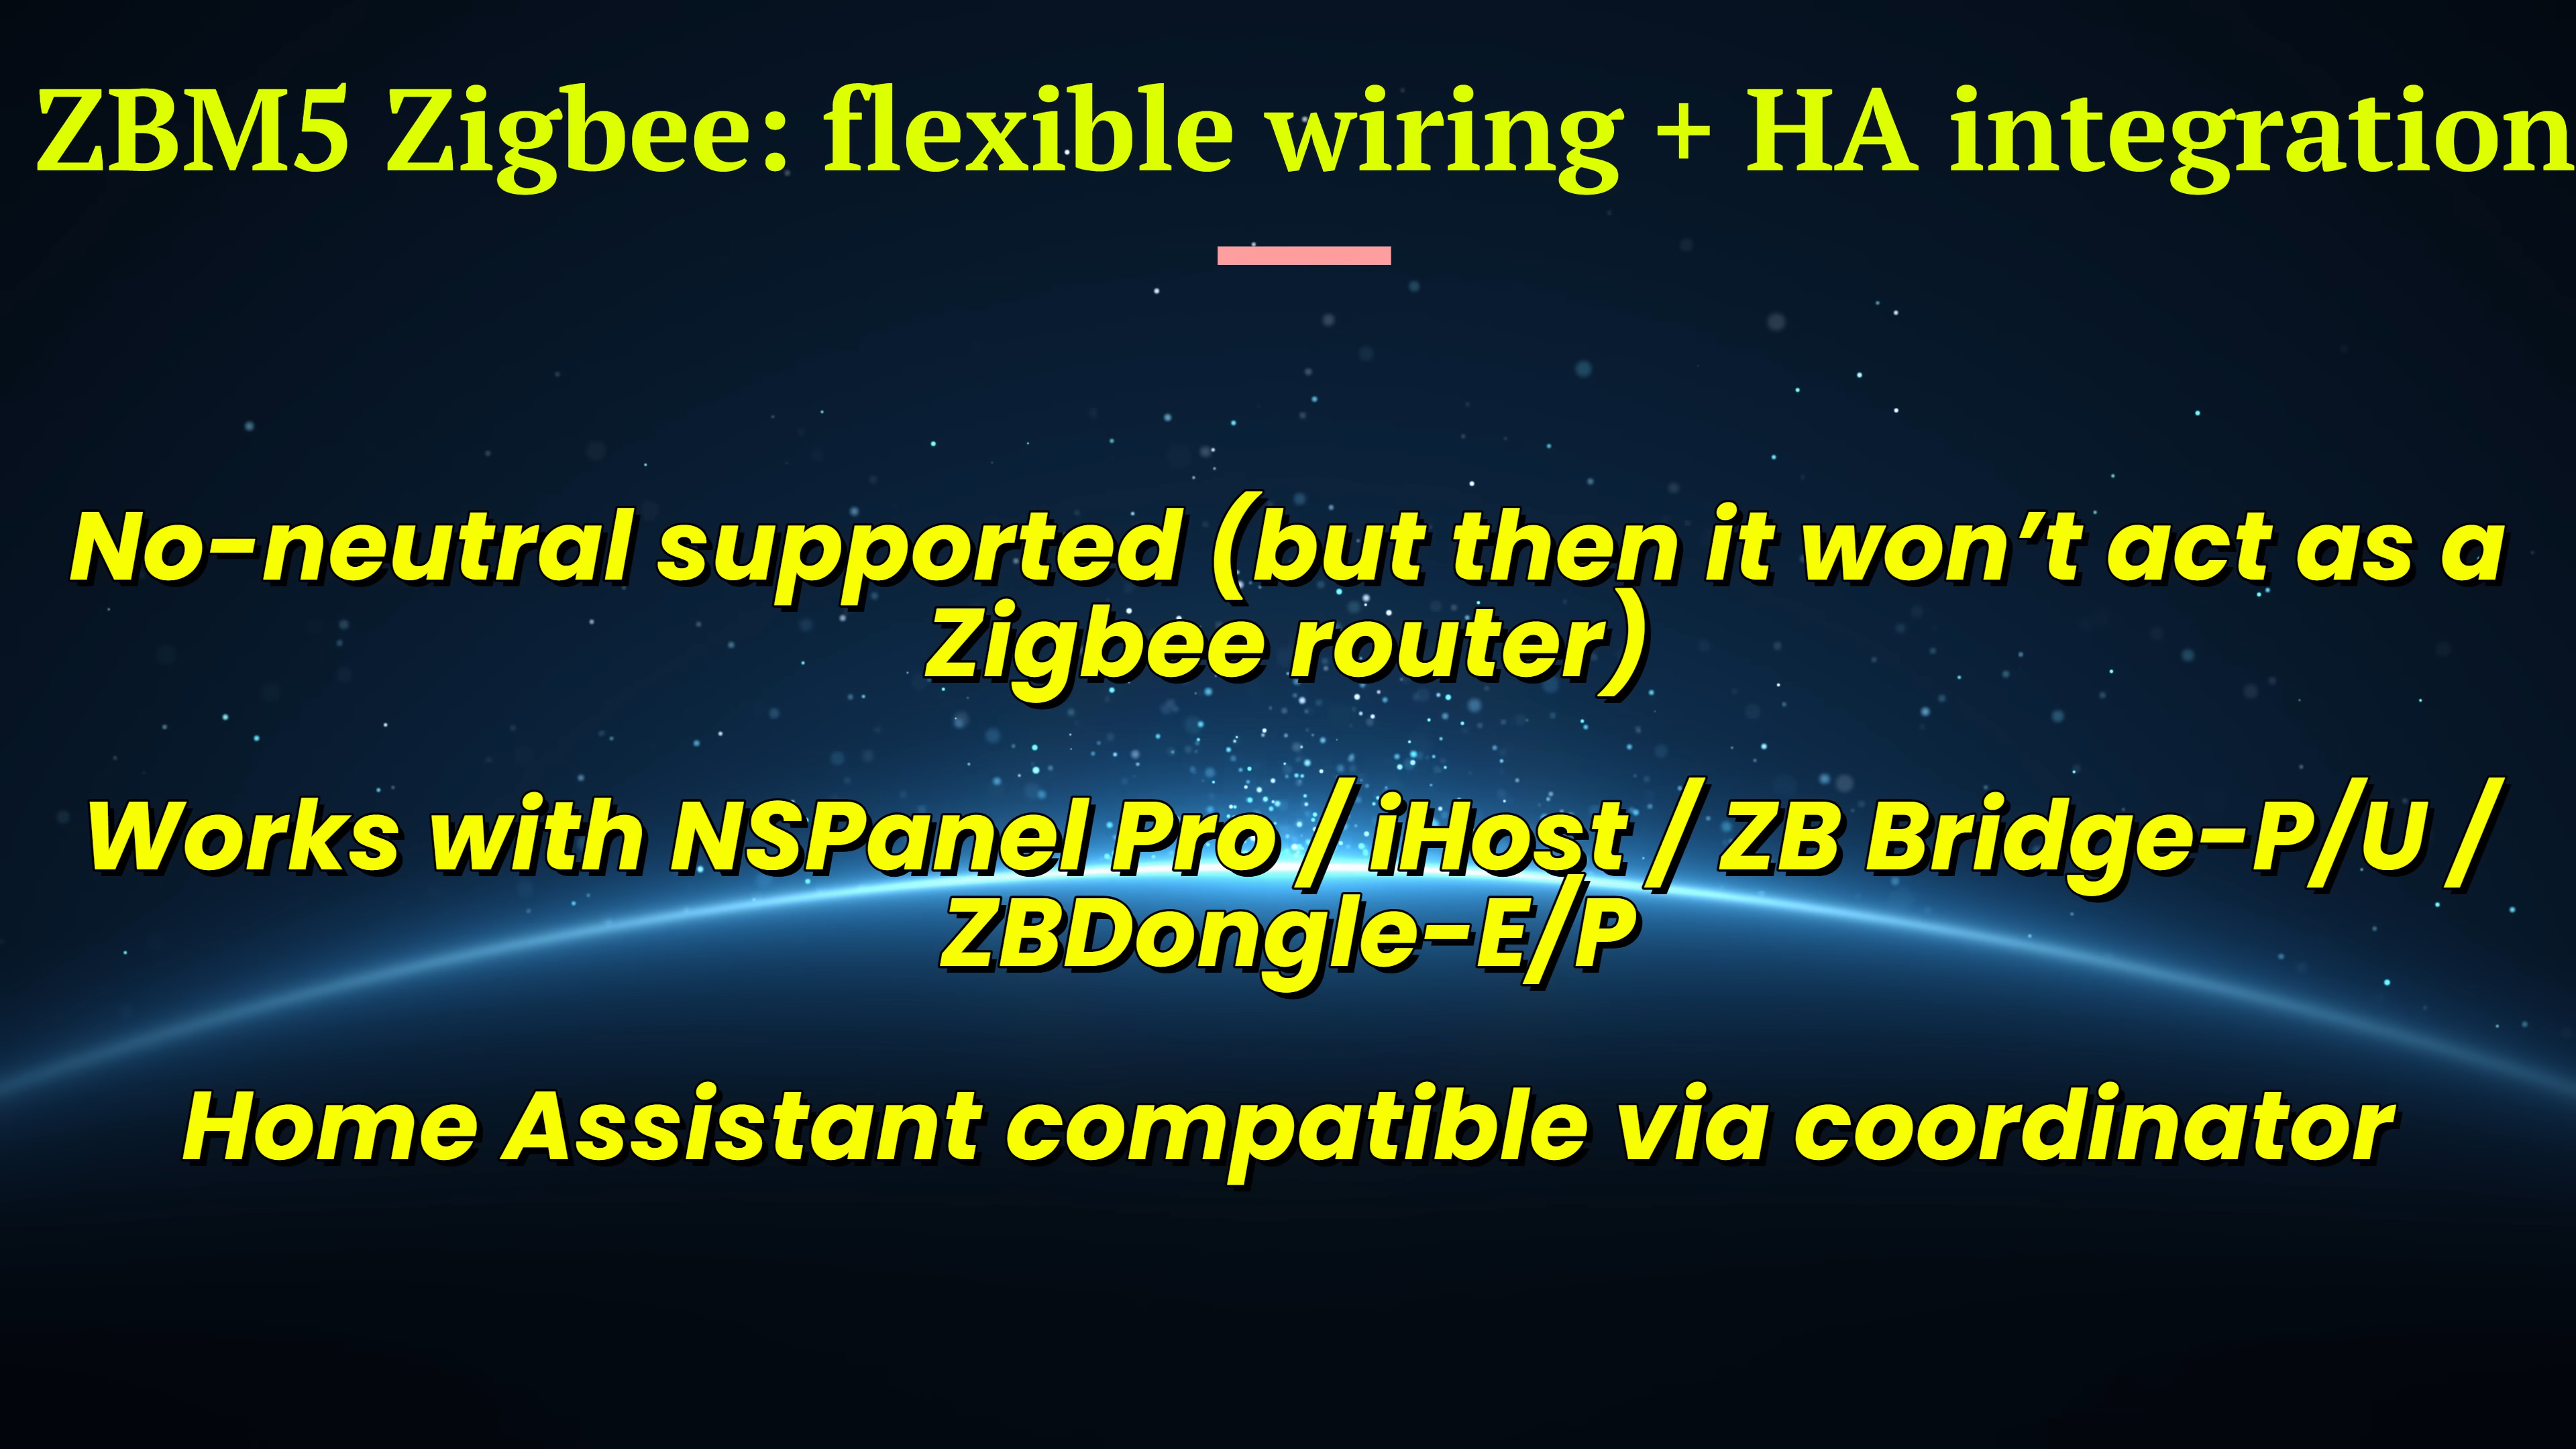 ZBM5 Zigbee: flexible wiring + HA integration
No-neutral supported (but then it won’t act as a
Zigbee router)
Works with NSPanel Pro / iHost / ZB Bridge-P/U /
ZBDongle-E/P
Home Assistant compatible via coordinator